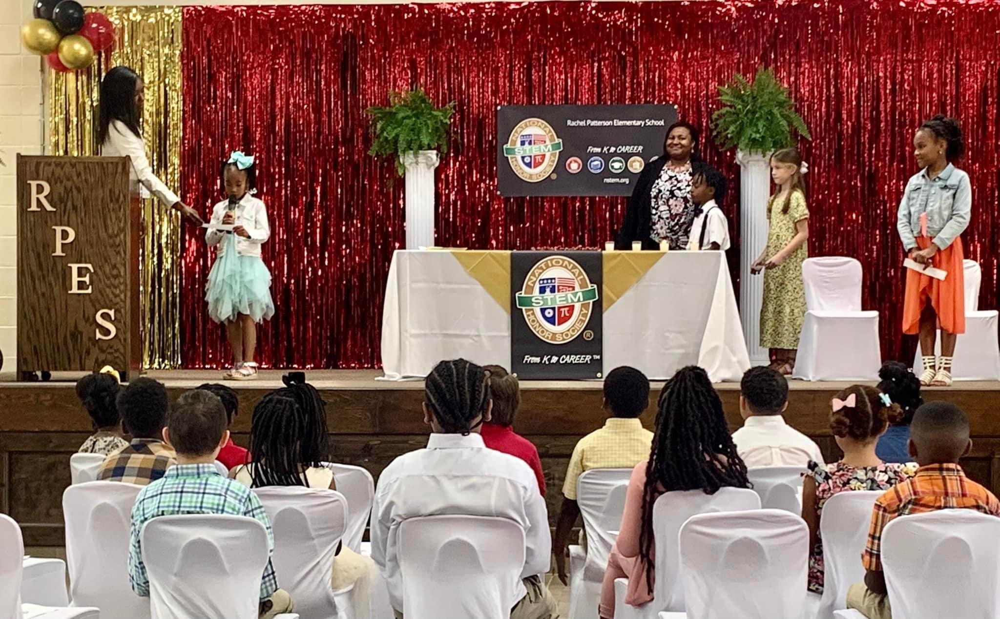 R
P
E
S
Rachel Patterson Elementary School
NATIONAL
STEM
HONOR SOCIETY
®
From K to CAREER
nstem.org
NATIONAL
STEM
π
HONOR SOCIETY
®
From K to CAREER™